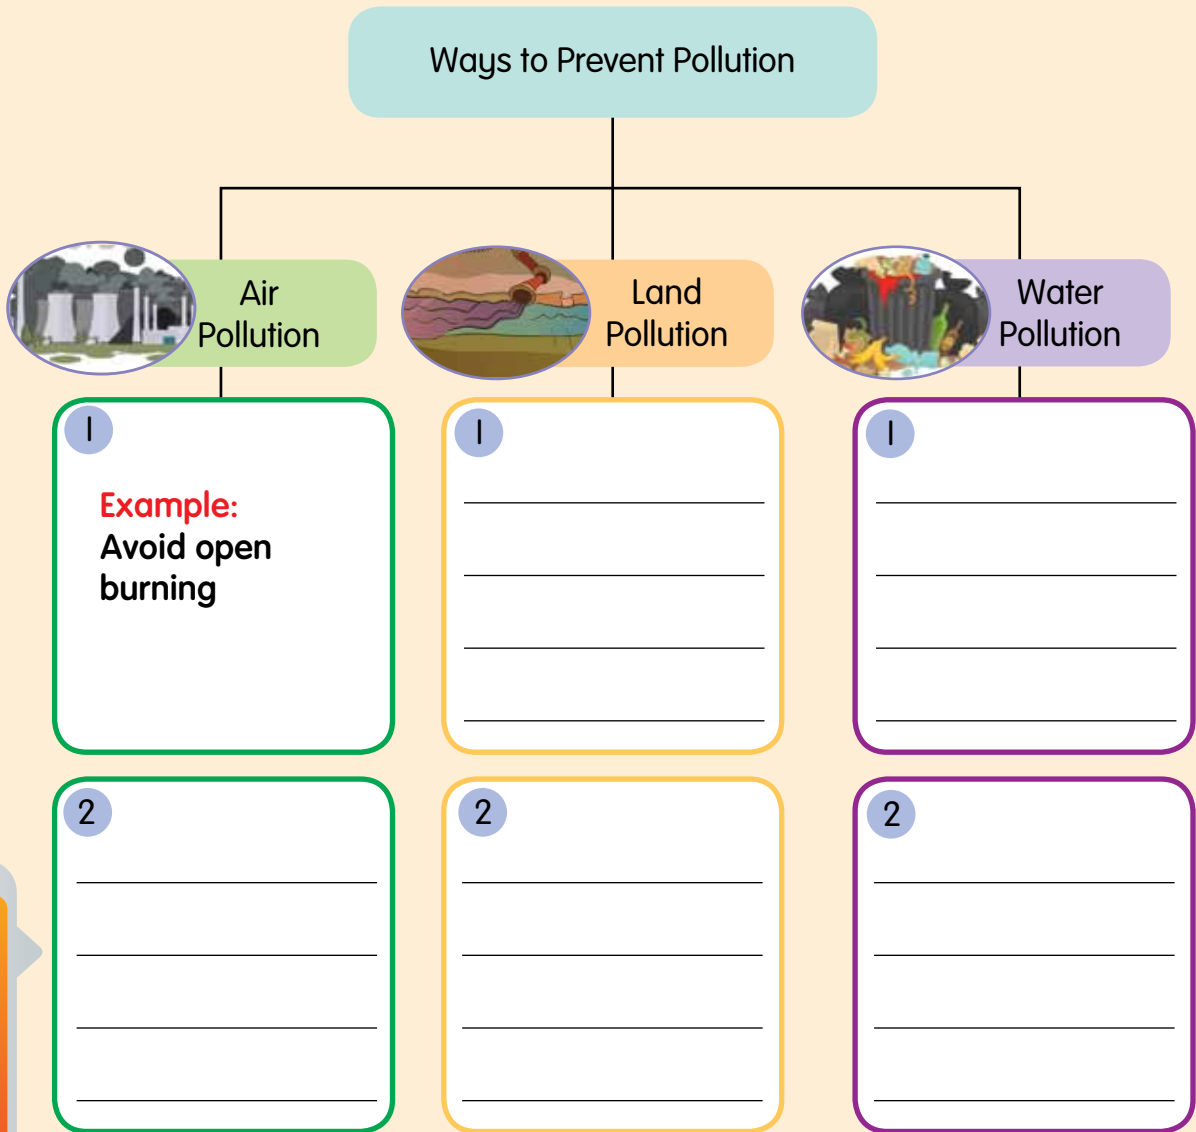 Ways to Prevent Pollution
Air
Pollution
Land
Pollution
Water
Pollution
1
Example:
Avoid open
burning
1
1
2
2
2